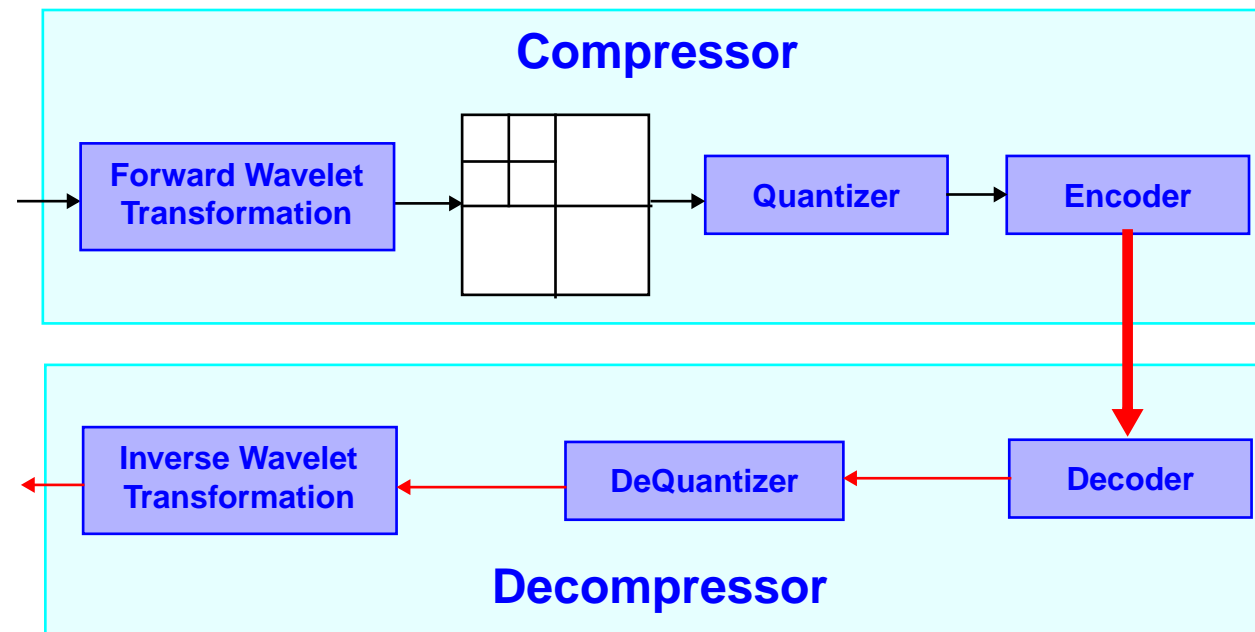 Compressor
Forward Wavelet
Transformation
Quantizer
Encoder
Inverse Wavelet
Transformation
DeQuantizer
Decoder
Decompressor